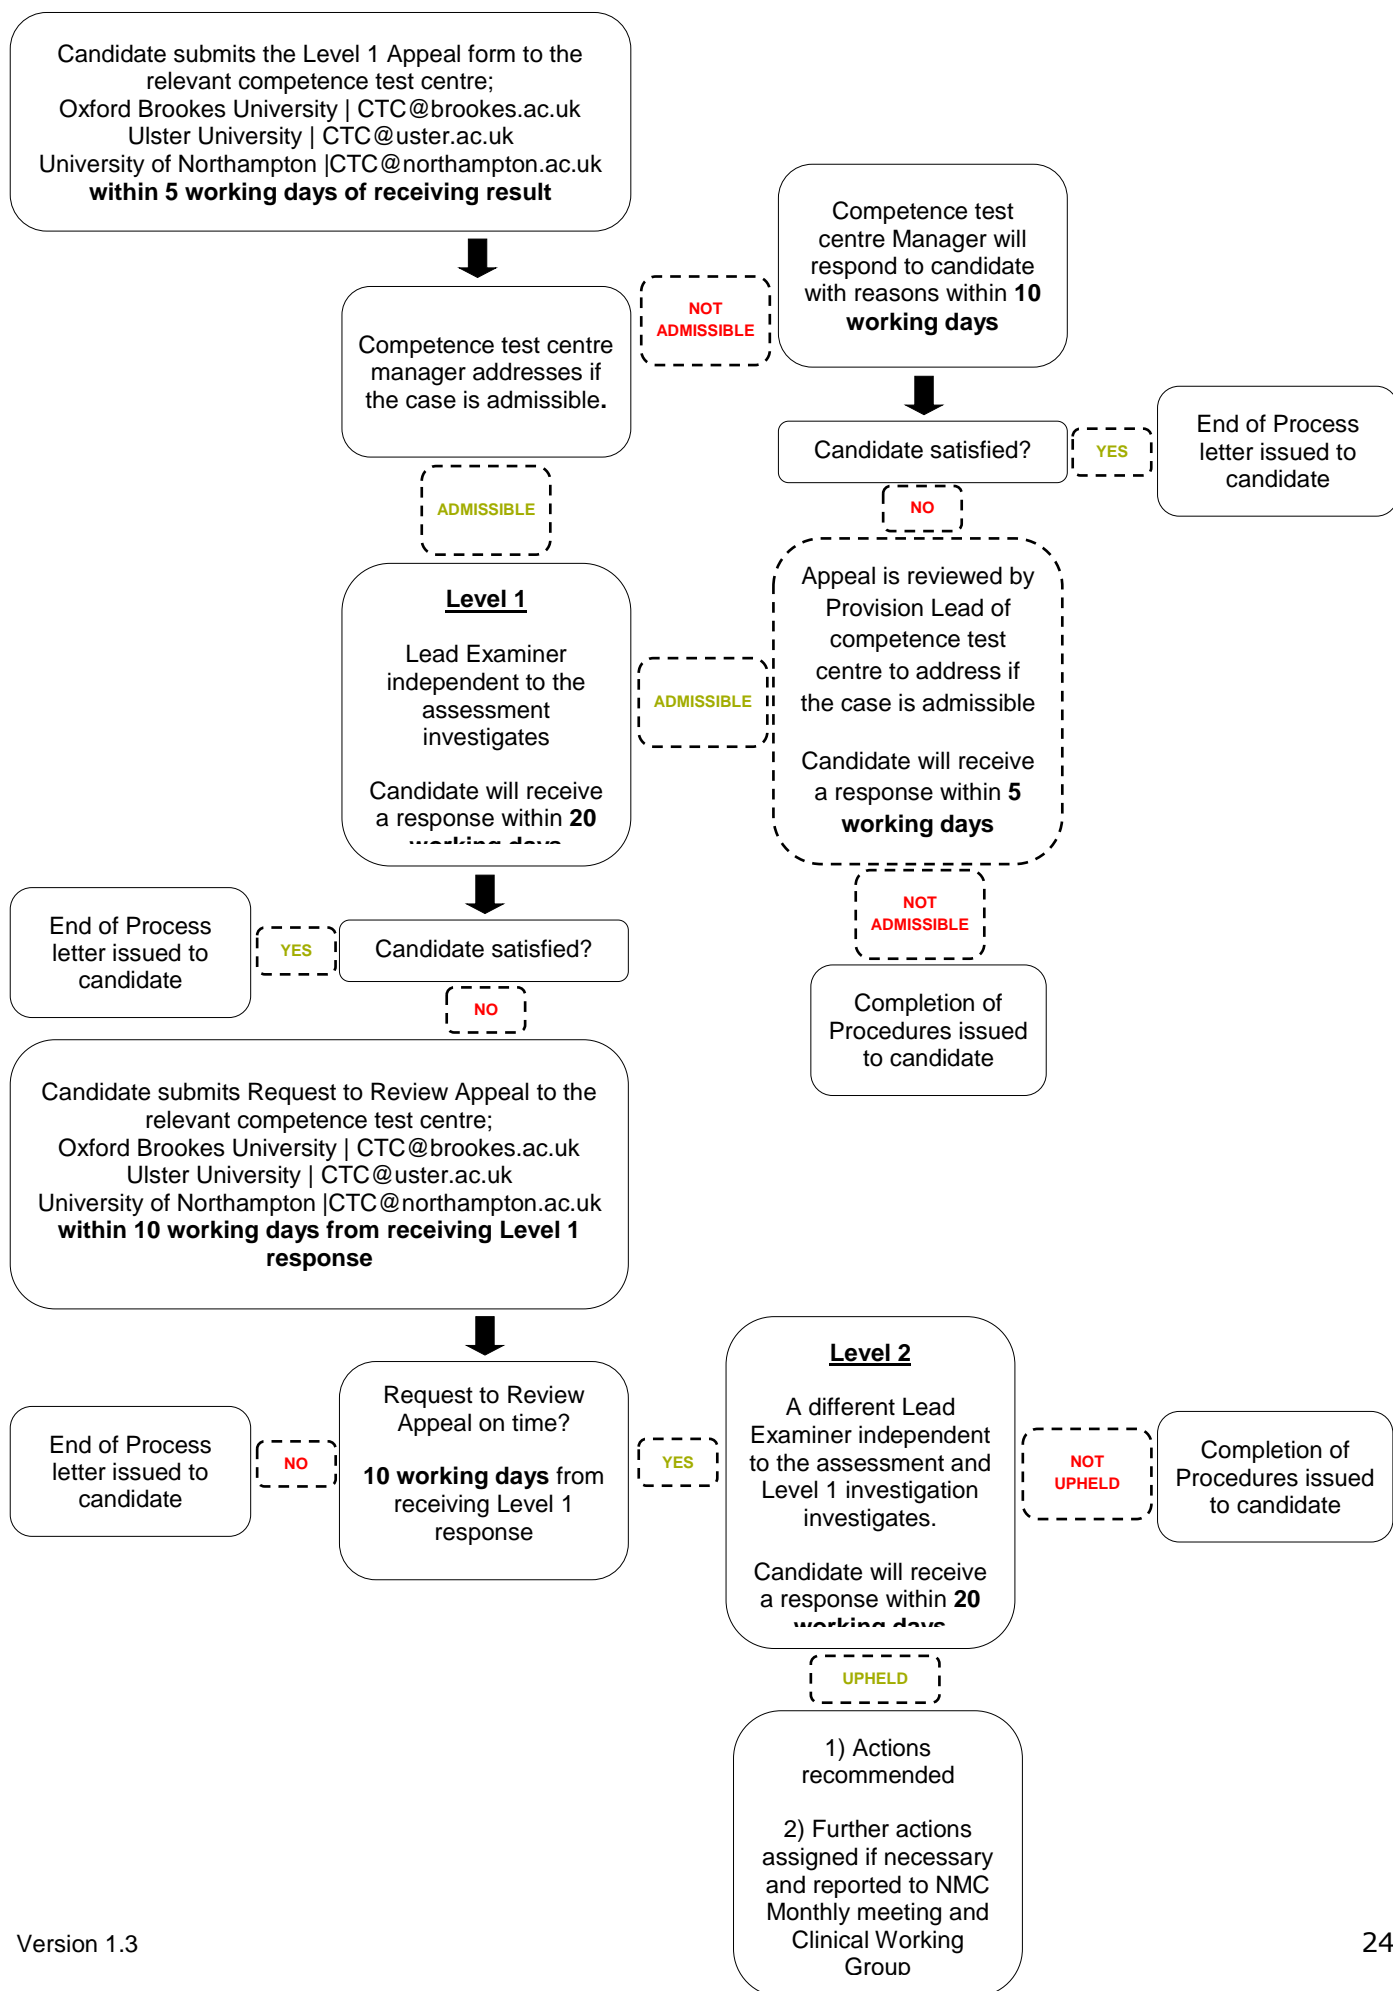 Candidate submits the Level 1 Appeal form to the
relevant competence test centre;
Oxford Brookes University | CTC@brookes.ac.uk
Ulster University | CTC@uster.ac.uk
University of Northampton |CTC@northampton.ac.uk
within 5 working days of receiving result
Competence test
centre Manager will
respond to candidate
with reasons within 10
working days
NOT
ADMISSIBLE
Competence test centre
manager addresses if
the case is admissible.
Candidate satisfied?
YES
End of Process
letter issued to
candidate
ADMISSIBLE
NO
Level 1
Lead Examiner
independent to the
assessment
investigates
Candidate will receive
a response within 20
working days
ADMISSIBLE
Appeal is reviewed by
Provision Lead of
competence test
centre to address if
the case is admissible
Candidate will receive
a response within 5
working days
NOT
ADMISSIBLE
End of Process
letter issued to
candidate
YES
Candidate satisfied?
NO
Completion of
Procedures issued
to candidate
Candidate submits Request to Review Appeal to the
relevant competence test centre;
Oxford Brookes University | CTC@brookes.ac.uk
Ulster University | CTC@uster.ac.uk
University of Northampton |CTC@northampton.ac.uk
within 10 working days from receiving Level 1
response
End of Process
letter issued to
candidate
NO
Request to Review
Appeal on time?
10 working days from
receiving Level 1
response
YES
Level 2
A different Lead
Examiner independent
to the assessment and
Level 1 investigation
investigates.
Candidate will receive
a response within 20
working days
NOT
UPHELD
Completion of
Procedures issued
to candidate
UPHELD
1) Actions
recommended
2) Further actions
assigned if necessary
and reported to NMC
Monthly meeting and
Clinical Working
Group
Version 1.3
24